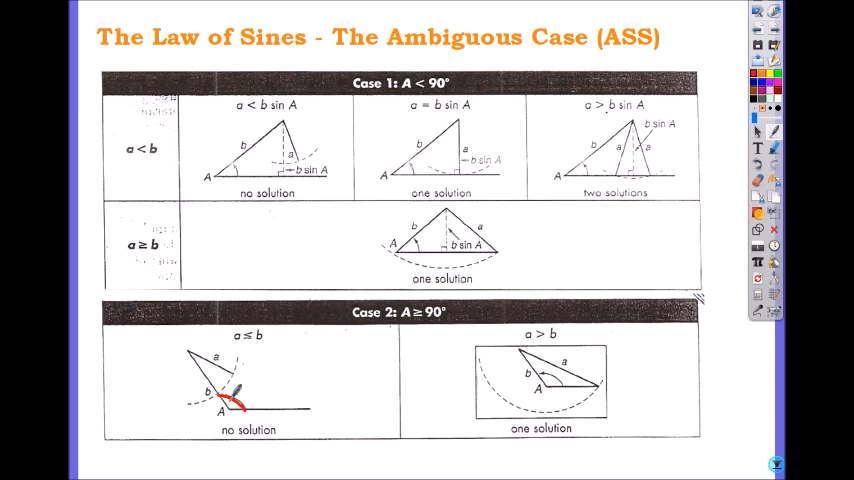 The Law of Sines - The Ambiguous Case (ASS)
Case 1: A < 90°
a < b
a < b sin A
b
a
b sin A
A
no solution
a = b sin A
b
a
b sin A
A
one solution
a > b sin A
b sin A
b
a
a
A
two solutions
a ≥ b
b
a
A
b sin A
one solution
Case 2: A ≥ 90°
a ≤ b
a
b
A
no solution
a > b
a
b
A
one solution
T